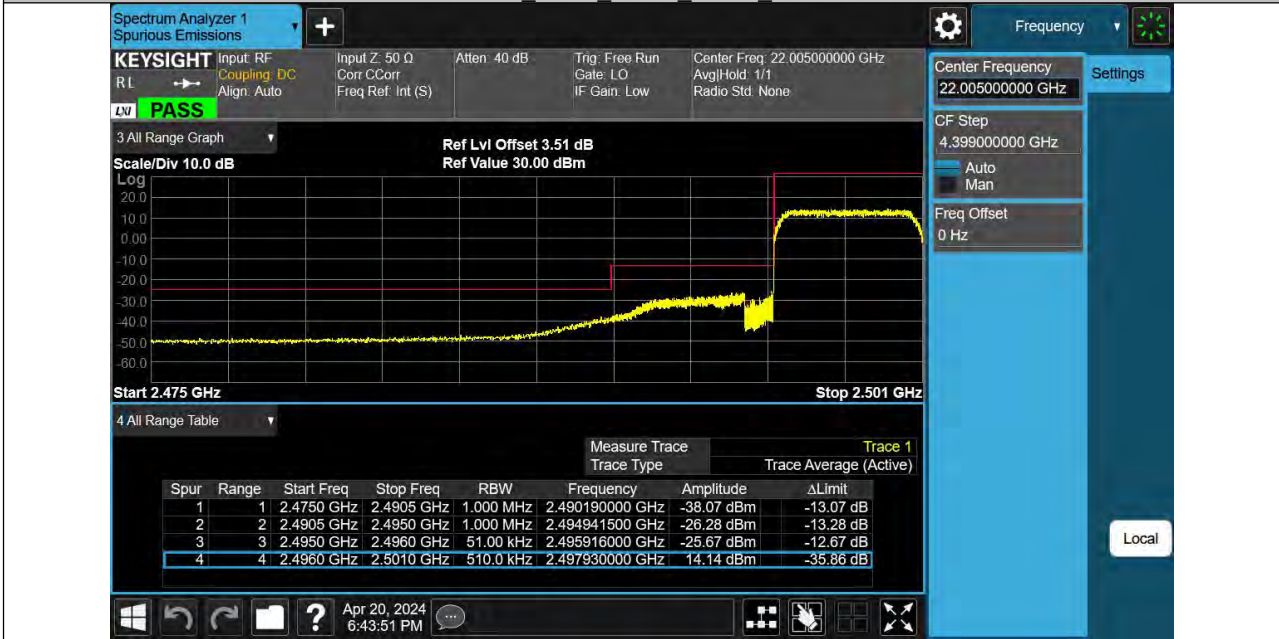 Spectrum Analyzer 1
Spurious Emissions
Frequency
KEYSIGHT
R L
LXI
PASS
Input: RF
Coupling: DC
Align: Auto
Input Z: 50 Ω
Corr CCorr
Freq Ref: Int (S)
Atten: 40 dB
Trig: Free Run
Gate: LO
IF Gain: Low
Center Freq: 22.005000000 GHz
Avg|Hold: 1/1
Radio Std: None
Center Frequency
22.005000000 GHz
Settings
CF Step
4.399000000 GHz
Auto
Man
Freq Offset
0 Hz
Local
3 All Range Graph
Scale/Div 10.0 dB
Ref Lvl Offset 3.51 dB
Ref Value 30.00 dBm
Log
20.0
10.0
0.00
-10.0
-20.0
-30.0
-40.0
-50.0
-60.0
Start 2.475 GHz Stop 2.501 GHz
4 All Range Table
Measure Trace Trace 1
Trace Type Trace Average (Active)
Spur Range Start Freq Stop Freq RBW Frequency Amplitude ΔLimit
1 1 2.4750 GHz 2.4905 GHz 1.000 MHz 2.490190000 GHz -38.07 dBm -13.07 dB
2 2 2.4905 GHz 2.4950 GHz 1.000 MHz 2.494941500 GHz -26.28 dBm -13.28 dB
3 3 2.4950 GHz 2.4960 GHz 51.00 kHz 2.495916000 GHz -25.67 dBm -12.67 dB
4 4 2.4960 GHz 2.5010 GHz 510.0 kHz 2.497930000 GHz 14.14 dBm -35.86 dB
Apr 20, 2024
6:43:51 PM